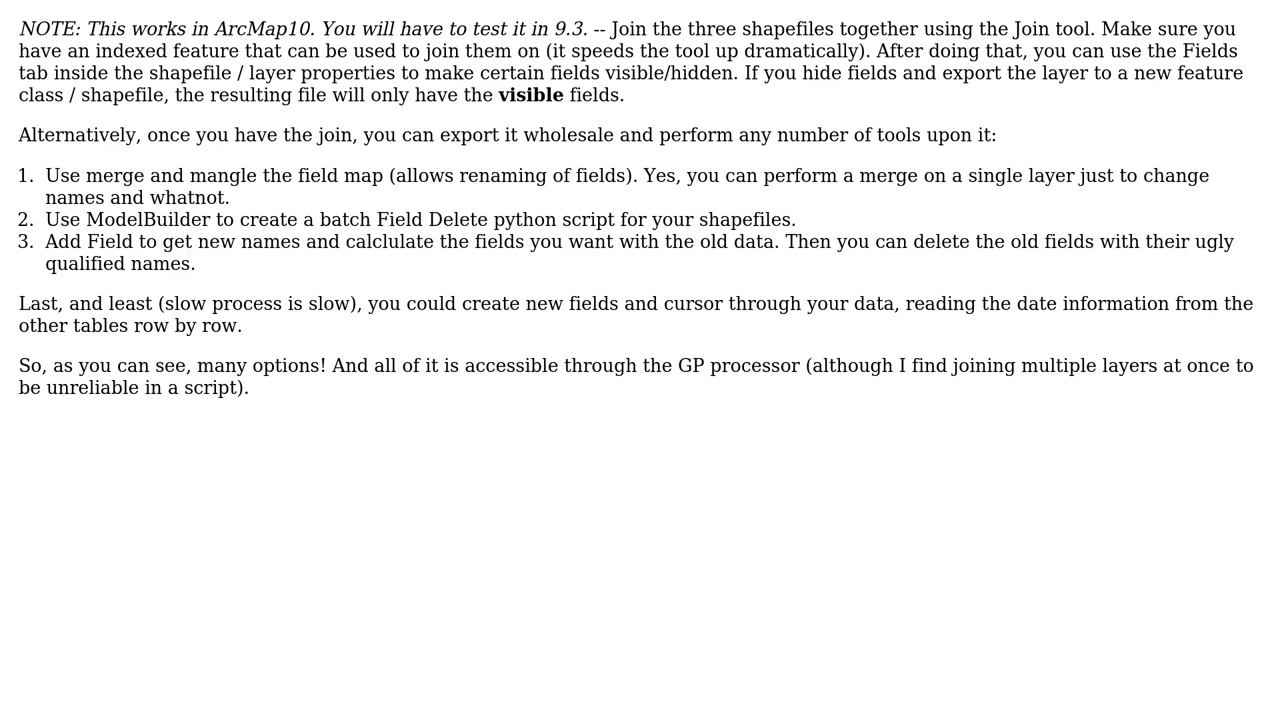 NOTE: This works in ArcMap10. You will have to test it in 9.3. -- Join the three shapefiles together using the Join tool. Make sure you
have an indexed feature that can be used to join them on (it speeds the tool up dramatically). After doing that, you can use the Fields
tab inside the shapefile / layer properties to make certain fields visible/hidden. If you hide fields and export the layer to a new feature
class / shapefile, the resulting file will only have the visible fields.
Alternatively, once you have the join, you can export it wholesale and perform any number of tools upon it:
1. Use merge and mangle the field map (allows renaming of fields). Yes, you can perform a merge on a single layer just to change
names and whatnot.
2. Use ModelBuilder to create a batch Field Delete python script for your shapefiles.
3. Add Field to get new names and calclulate the fields you want with the old data. Then you can delete the old fields with their ugly
qualified names.
Last, and least (slow process is slow), you could create new fields and cursor through your data, reading the date information from the
other tables row by row.
So, as you can see, many options! And all of it is accessible through the GP processor (although I find joining multiple layers at once to
be unreliable in a script).